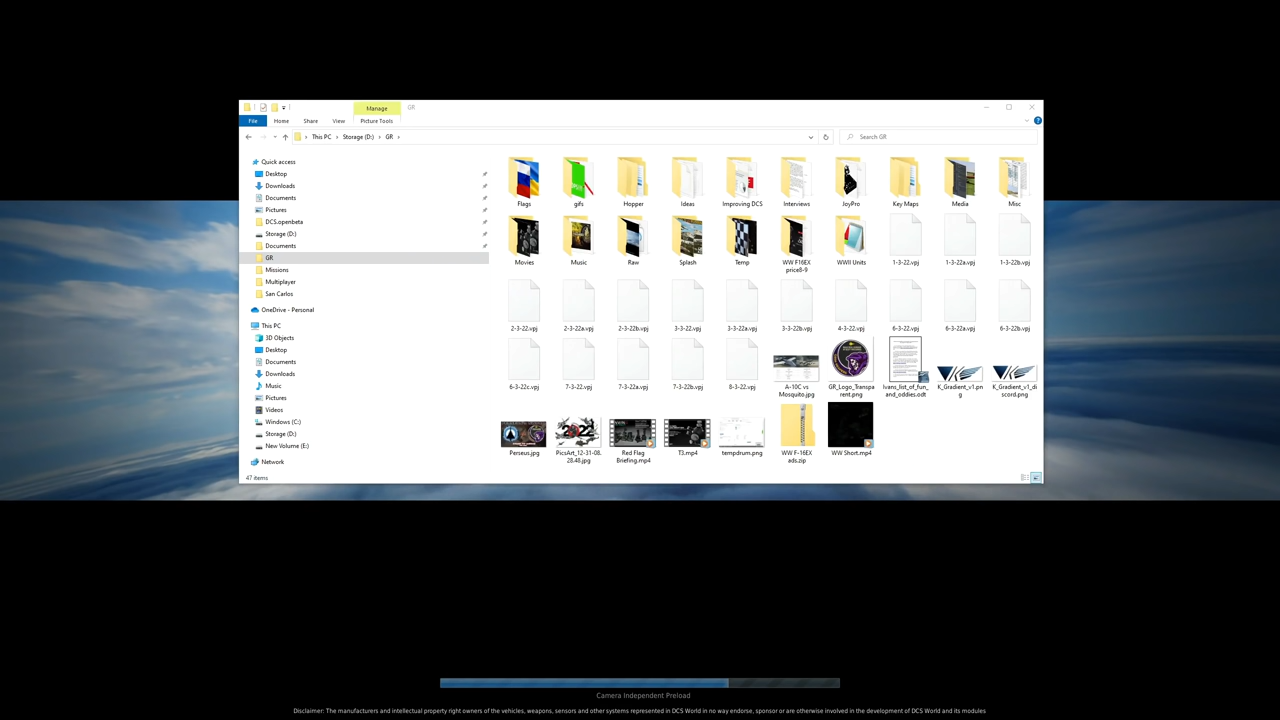 Manage
GR
File
Home
Share
View
Picture Tools
This PC
Storage (D:)
GR
Search GR
Quick access
Desktop
Downloads
Documents
Pictures
DCS.openbeta
Storage (D:)
Documents
GR
Missions
Multiplayer
San Carlos
OneDrive - Personal
This PC
3D Objects
Desktop
Documents
Downloads
Music
Pictures
Videos
Windows (C:)
Storage (D:)
New Volume (E:)
Network
Flags
gifs
Hopper
Ideas
Improving DCS
Interviews
JoyPro
Key Maps
Media
Misc
Movies
Music
Raw
Splash
Temp
WW F16EX
price8-9
WWII Units
1-3-22.vpj
1-3-22a.vpj
1-3-22b.vpj
2-3-22.vpj
2-3-22a.vpj
2-3-22b.vpj
3-3-22.vpj
3-3-22a.vpj
3-3-22b.vpj
4-3-22.vpj
6-3-22.vpj
6-3-22a.vpj
6-3-22b.vpj
6-3-22c.vpj
7-3-22.vpj
7-3-22a.vpj
7-3-22b.vpj
8-3-22.vpj
A-10C vs
Mosquito.jpg
GR_Logo_Transpa
rent.png
Ivans_list_of_fun_
and_oddies.odt
K_Gradient_v1.pn
g
K_Gradient_v1_di
scord.png
Perseus.jpg
PicsArt_12-31-08.
28.48.jpg
Red Flag
Briefing.mp4
T3.mp4
tempdrum.png
WW F-16EX
ads.zip
WW Short.mp4
47 items
Camera Independent Preload
Disclaimer: The manufacturers and intellectual property right owners of the vehicles, weapons, sensors and other systems represented in DCS World in no way endorse, sponsor or are otherwise involved in the development of DCS World and its modules